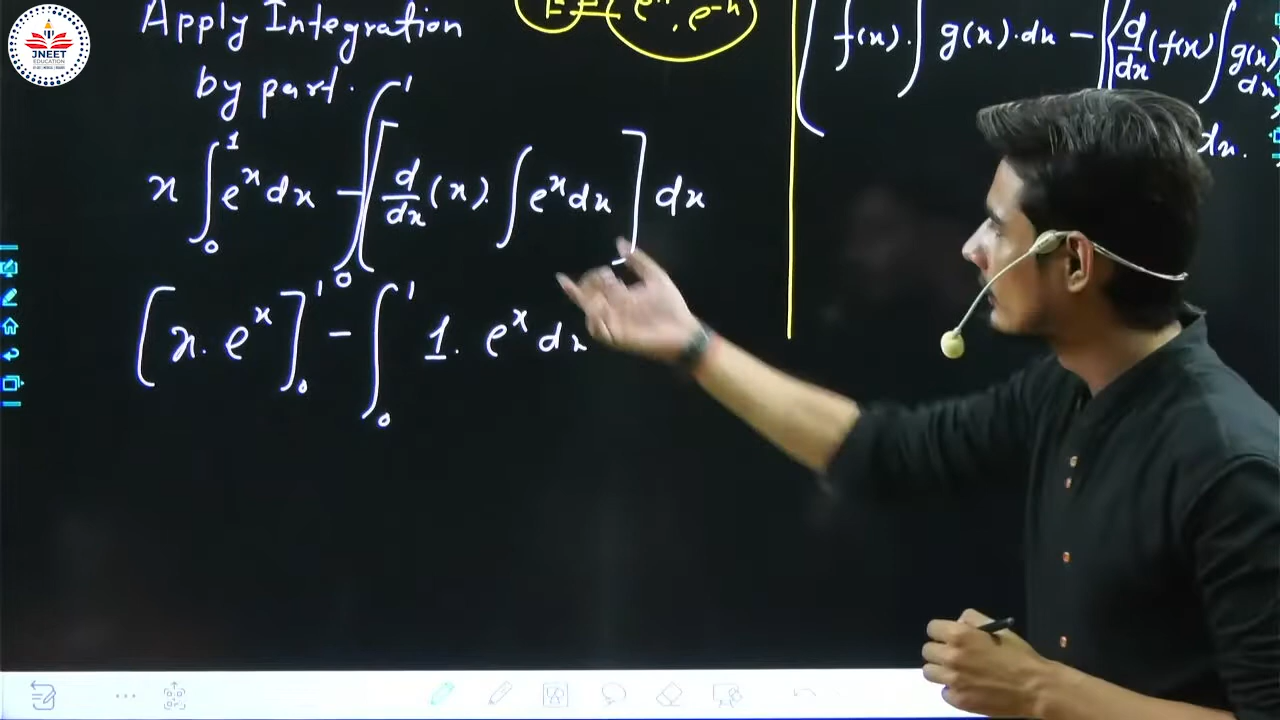 JNEET
EDUCATION
Apply Integration
by part.
x ∫₀¹ eˣ dx − ∫₀¹ [ d/dx (x). ∫ eˣ dx ] dx
[ x. eˣ ]₀¹ − ∫₀¹ 1. eˣ dx
f(x). ∫ g(x).dx − ∫ { d/dx (f(x) ∫ g(x) dx
dx.